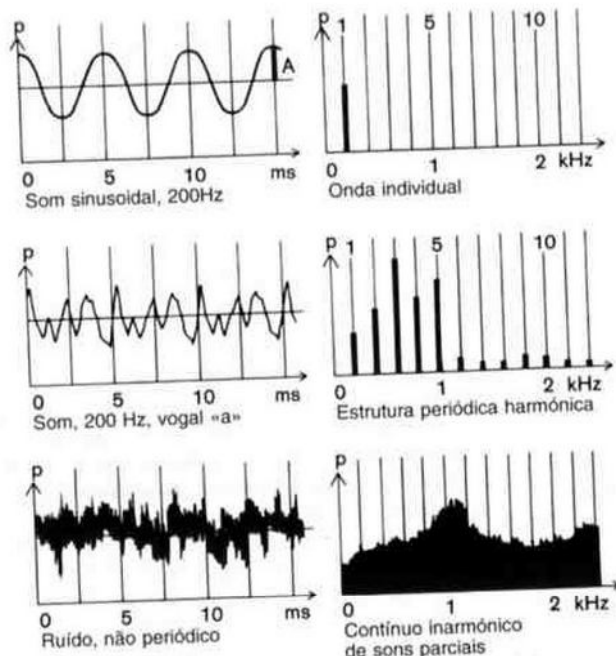 p
A
0 5 10 ms
Som sinusoidal, 200Hz
p
1 5 10
0 1 2 kHz
Onda individual
p
0 5 10 ms
Som, 200 Hz, vogal «a»
p
1 5 10
0 1 2 kHz
Estrutura periódica harmónica
p
0 5 10 ms
Ruído, não periódico
p
0 1 2 kHz
Contínuo inarmónico
de sons parciais